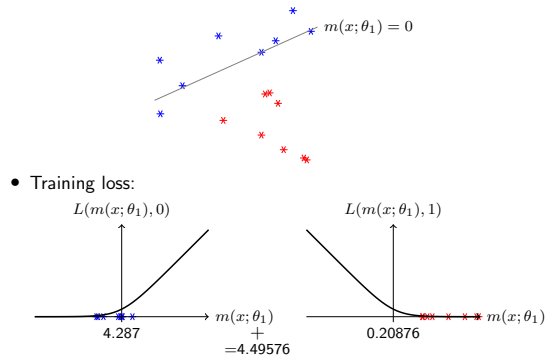 m(x; θ₁) = 0
• Training loss:
L(m(x; θ₁), 0)
L(m(x; θ₁), 1)
m(x; θ₁)
m(x; θ₁)
4.287 + 0.20876
=4.49576